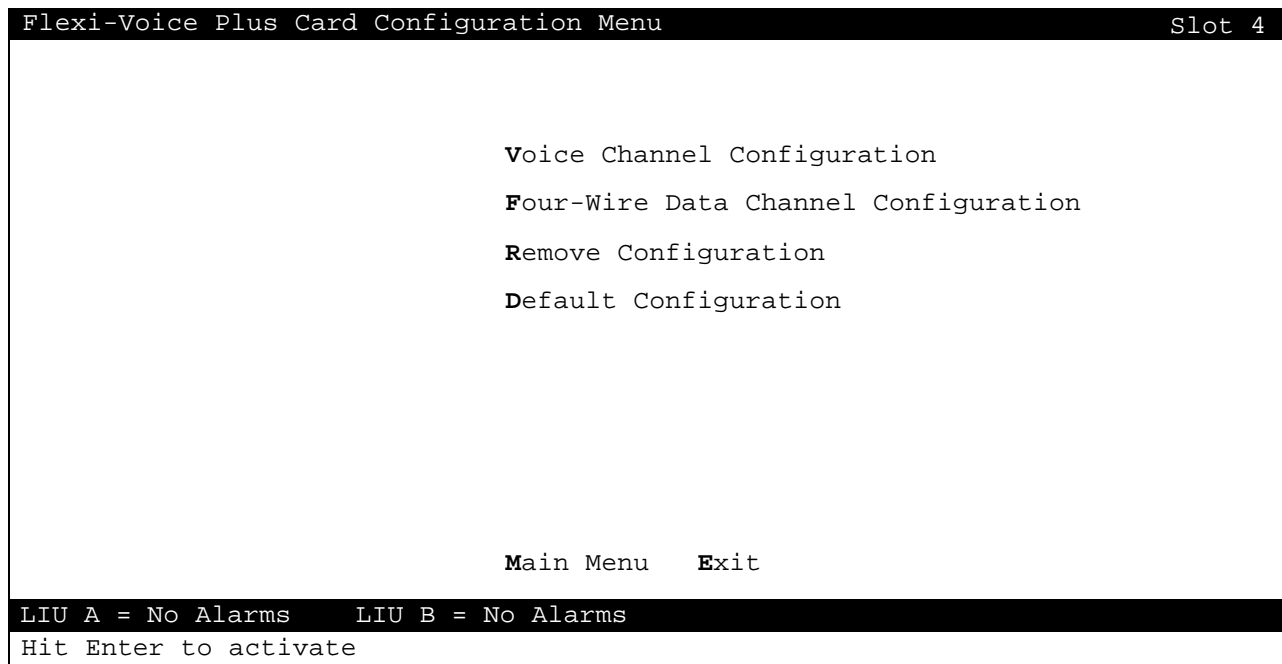 Flexi-Voice Plus Card Configuration Menu Slot 4
Voice Channel Configuration
Four-Wire Data Channel Configuration
Remove Configuration
Default Configuration
Main Menu Exit
LIU A = No Alarms LIU B = No Alarms
Hit Enter to activate